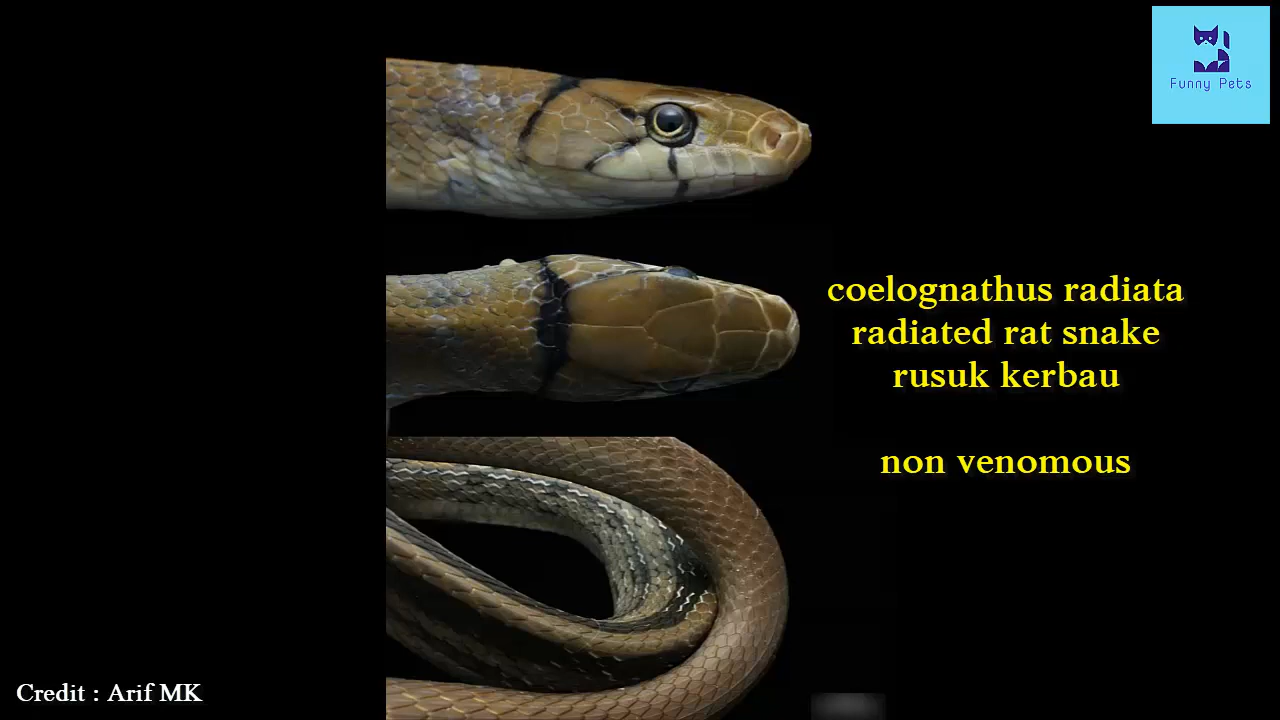 Funny Pets
coelognathus radiata
radiated rat snake
rusuk kerbau
non venomous
Credit : Arif MK